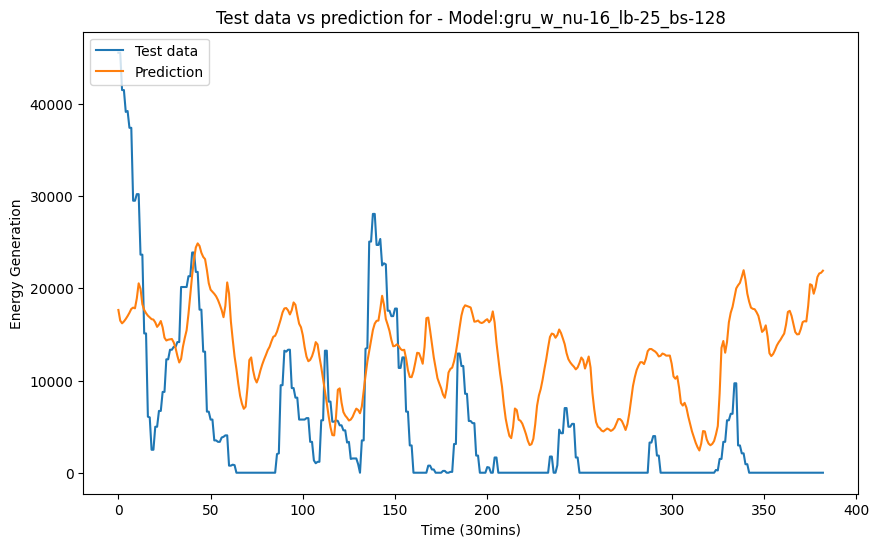 Test data vs prediction for - Model:gru_w_nu-16_lb-25_bs-128
Test data
Prediction
Energy Generation
40000
30000
20000
10000
0
0 50 100 150 200 250 300 350 400
Time (30mins)